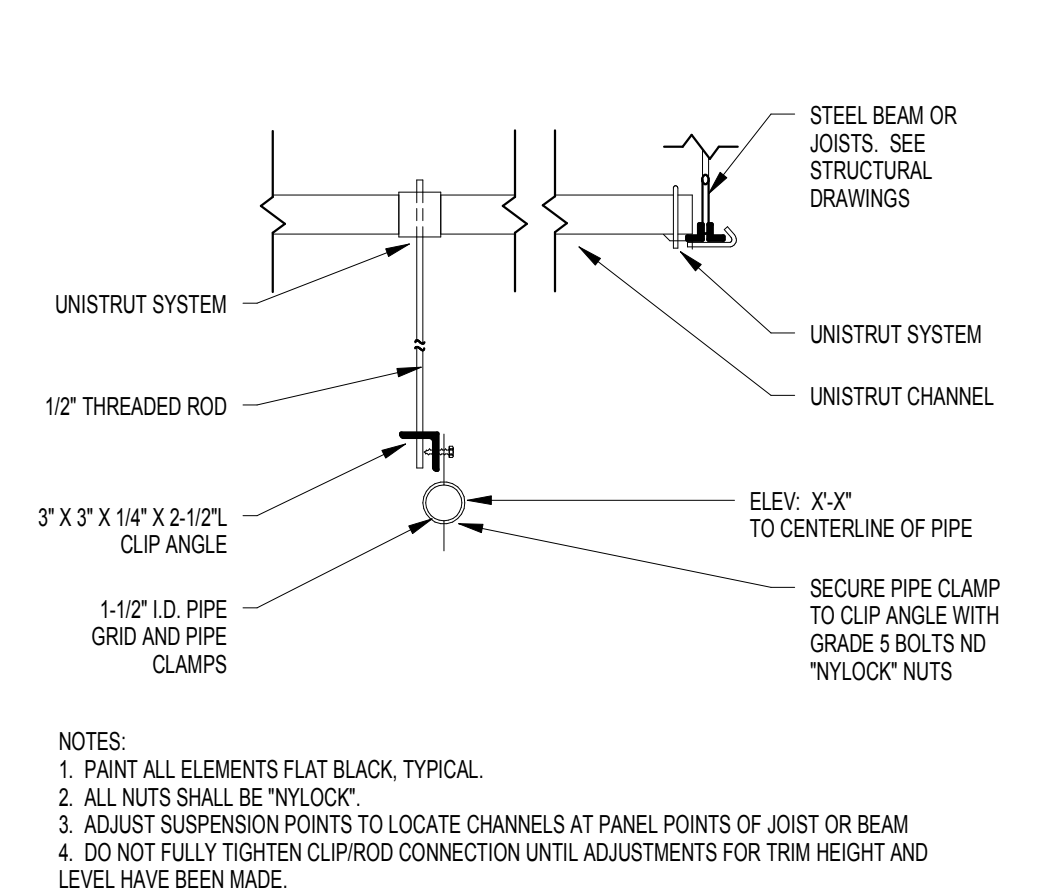 STEEL BEAM OR
JOISTS. SEE
STRUCTURAL
DRAWINGS
UNISTRUT SYSTEM
UNISTRUT SYSTEM
UNISTRUT CHANNEL
1/2" THREADED ROD
3" X 3" X 1/4" X 2-1/2"L
CLIP ANGLE
ELEV: X'-X"
TO CENTERLINE OF PIPE
1-1/2" I.D. PIPE
GRID AND PIPE
CLAMPS
SECURE PIPE CLAMP
TO CLIP ANGLE WITH
GRADE 5 BOLTS ND
"NYLOCK" NUTS
NOTES:
1. PAINT ALL ELEMENTS FLAT BLACK, TYPICAL.
2. ALL NUTS SHALL BE "NYLOCK".
3. ADJUST SUSPENSION POINTS TO LOCATE CHANNELS AT PANEL POINTS OF JOIST OR BEAM
4. DO NOT FULLY TIGHTEN CLIP/ROD CONNECTION UNTIL ADJUSTMENTS FOR TRIM HEIGHT AND
LEVEL HAVE BEEN MADE.